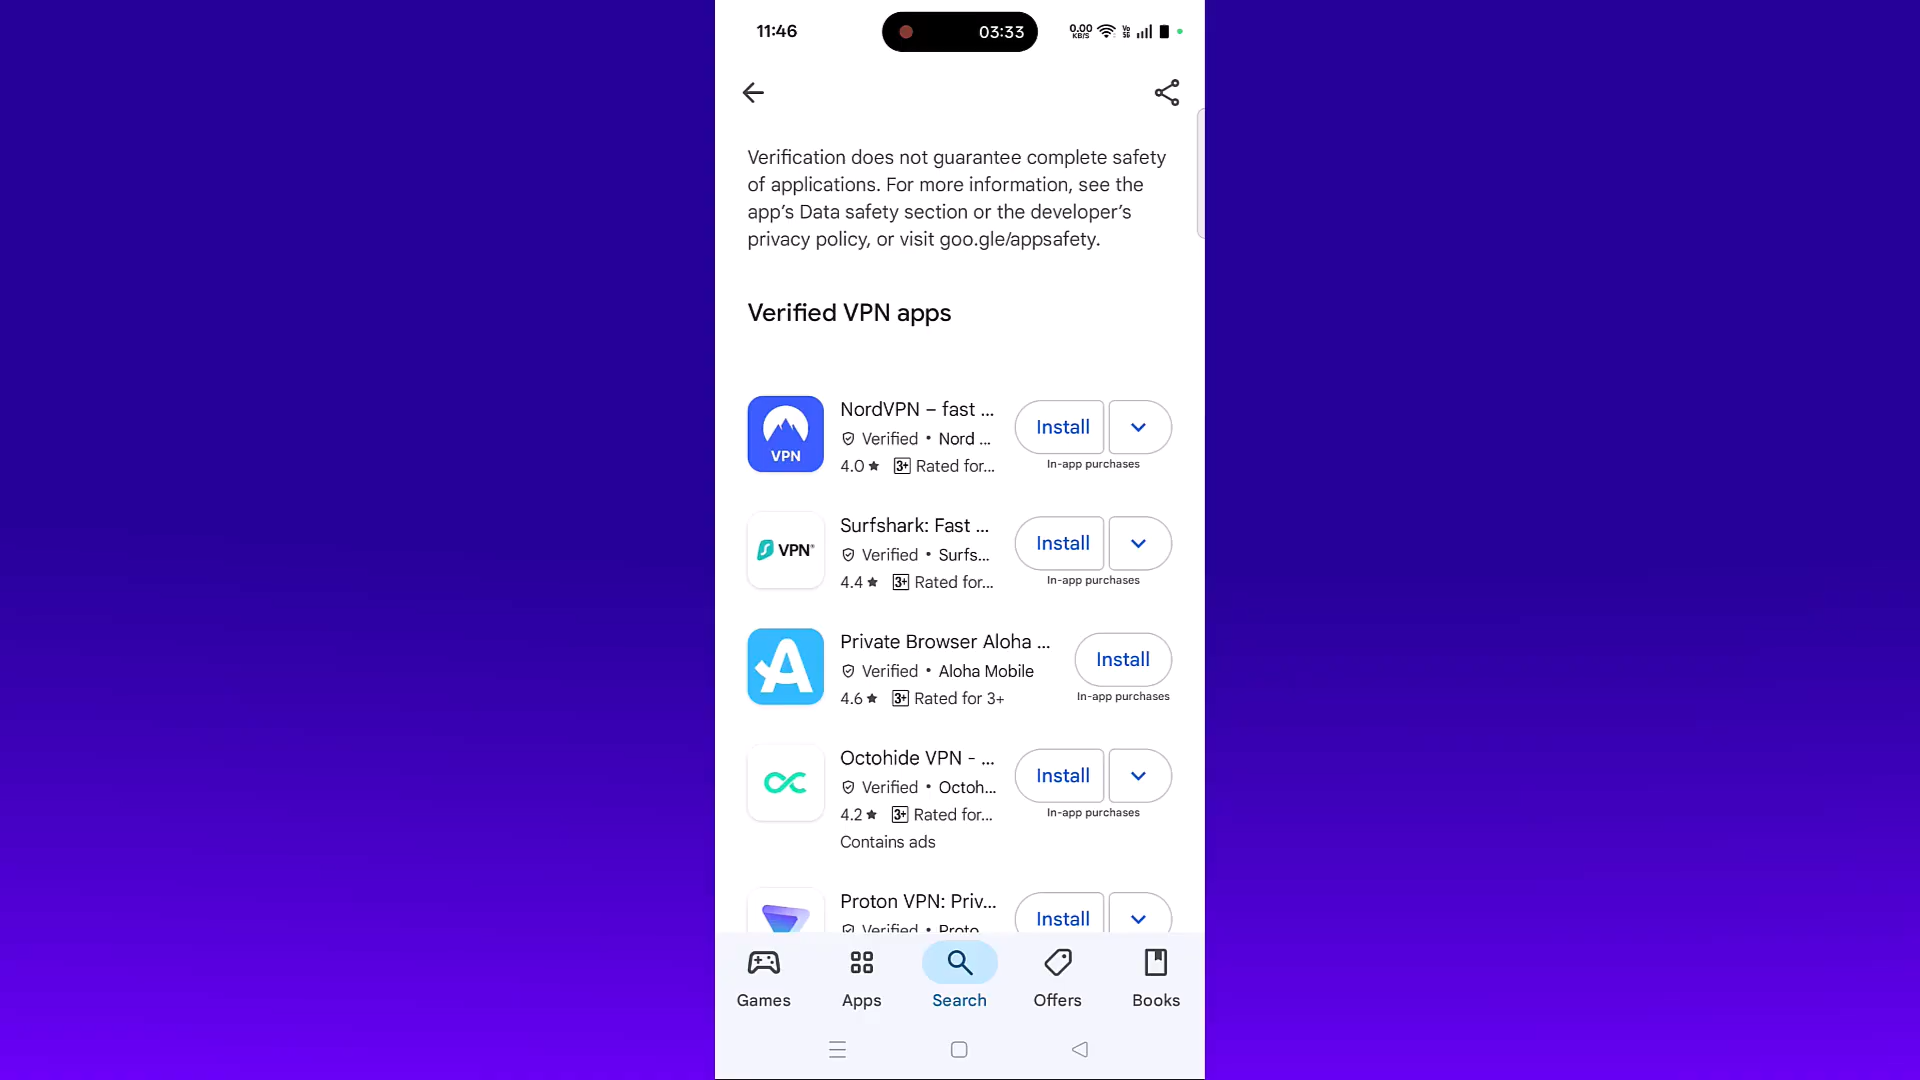 11:46
03:33
0.00
KB/S
Verification does not guarantee complete safety
of applications. For more information, see the
app's Data safety section or the developer's
privacy policy, or visit goo.gle/appsafety.
Verified VPN apps
VPN
NordVPN – fast ...
Verified • Nord ...
4.0 ★ 3+ Rated for...
Install
In-app purchases
VPN
Surfshark: Fast ...
Verified • Surfs...
4.4 ★ 3+ Rated for...
Install
In-app purchases
Private Browser Aloha ...
Verified • Aloha Mobile
4.6 ★ 3+ Rated for 3+
Install
In-app purchases
Octohide VPN - ...
Verified • Octoh...
4.2 ★ 3+ Rated for...
Contains ads
Install
In-app purchases
Proton VPN: Priv...
Verified • Proto
Install
Games
Apps
Search
Offers
Books